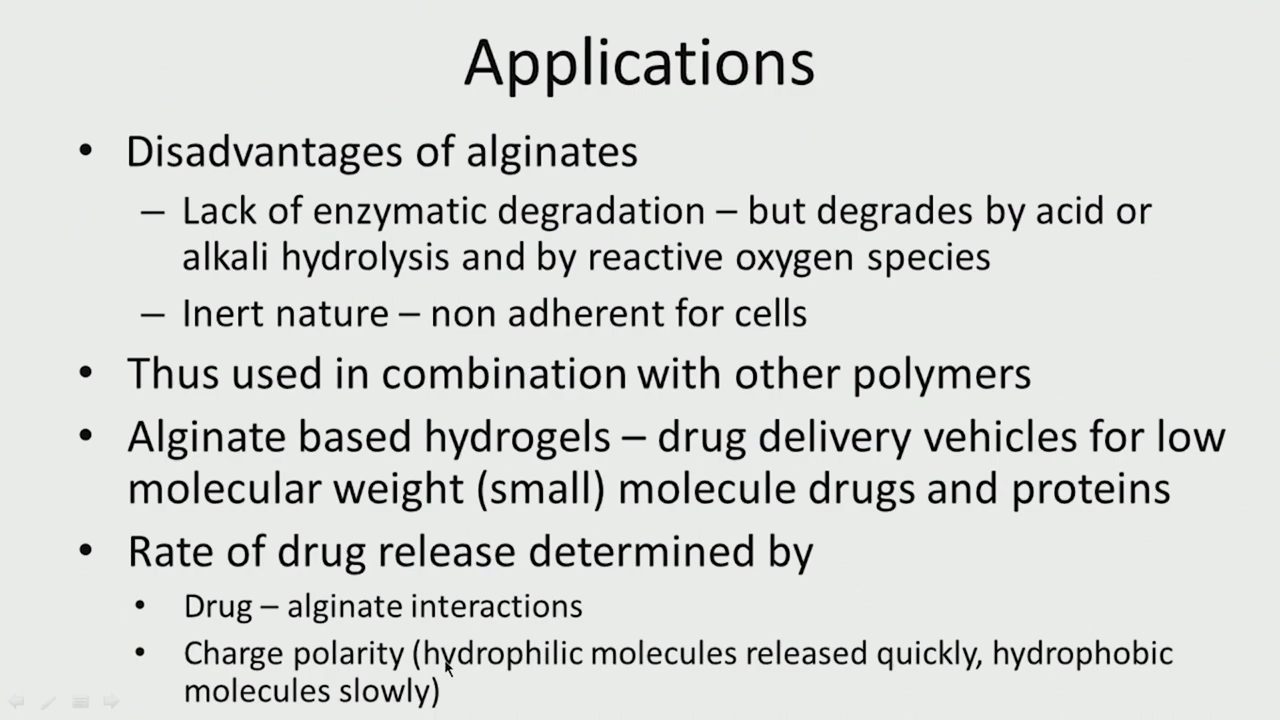 Applications
• Disadvantages of alginates
– Lack of enzymatic degradation – but degrades by acid or
alkali hydrolysis and by reactive oxygen species
– Inert nature – non adherent for cells
• Thus used in combination with other polymers
• Alginate based hydrogels – drug delivery vehicles for low
molecular weight (small) molecule drugs and proteins
• Rate of drug release determined by
• Drug – alginate interactions
• Charge polarity (hydrophilic molecules released quickly, hydrophobic
molecules slowly)